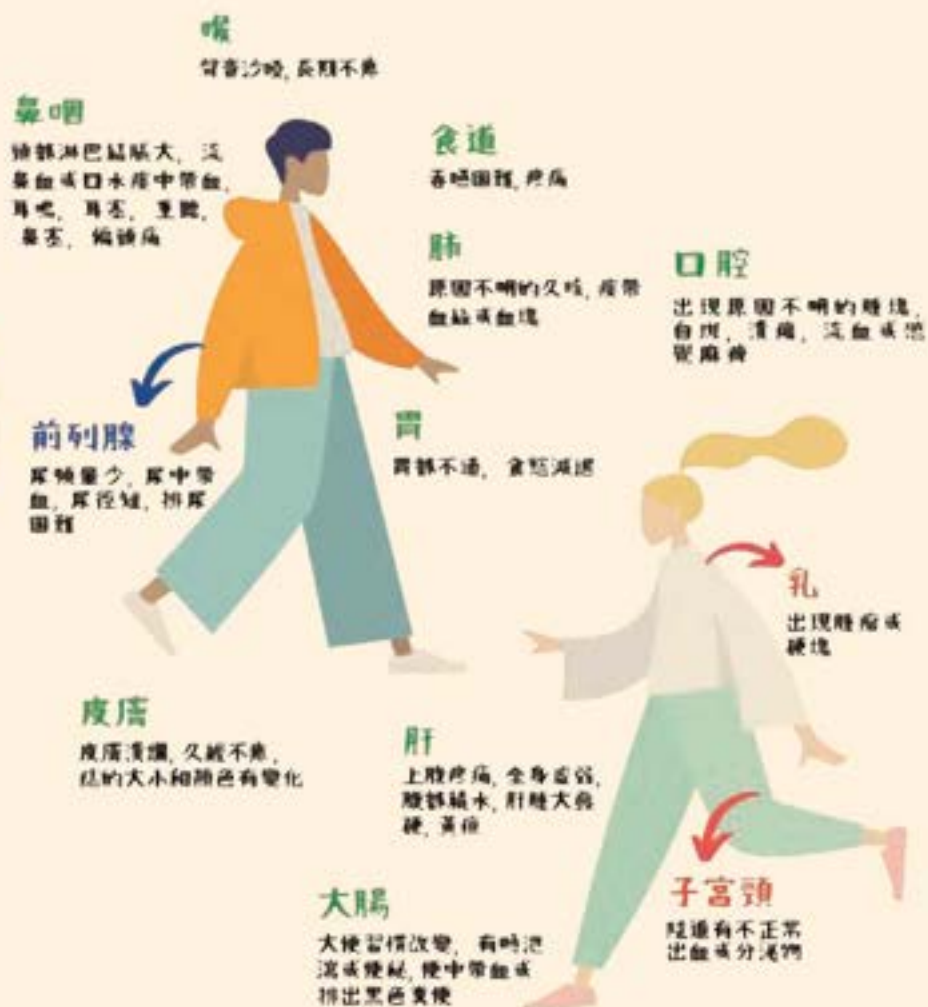 喉
聲音沙啞, 長期不癒
鼻咽
頸部淋巴結脹大, 流
鼻血或口水痰中帶血,
耳鳴, 耳塞, 重聽,
鼻塞, 偏頭痛
食道
吞嚥困難, 疼痛
肺
原因不明的久咳, 痰帶
血絲或血塊
口腔
出現原因不明的腫塊,
白斑, 潰瘍, 流血或感
覺麻痺
前列腺
尿頻量少, 尿中帶
血, 尿徑短, 排尿
困難
胃
胃部不適, 食慾減退
乳
出現腫瘤或
硬塊
皮膚
皮膚潰爛, 久經不癒,
痣的大小和顏色有變化
肝
上腹疼痛, 全身虛弱,
腹部積水, 肝腫大變
硬, 黃疸
子宮頸
陰道有不正常
出血或分泌物
大腸
大便習慣改變, 有時泄
瀉或便秘, 便中帶血或
排出黑色糞便